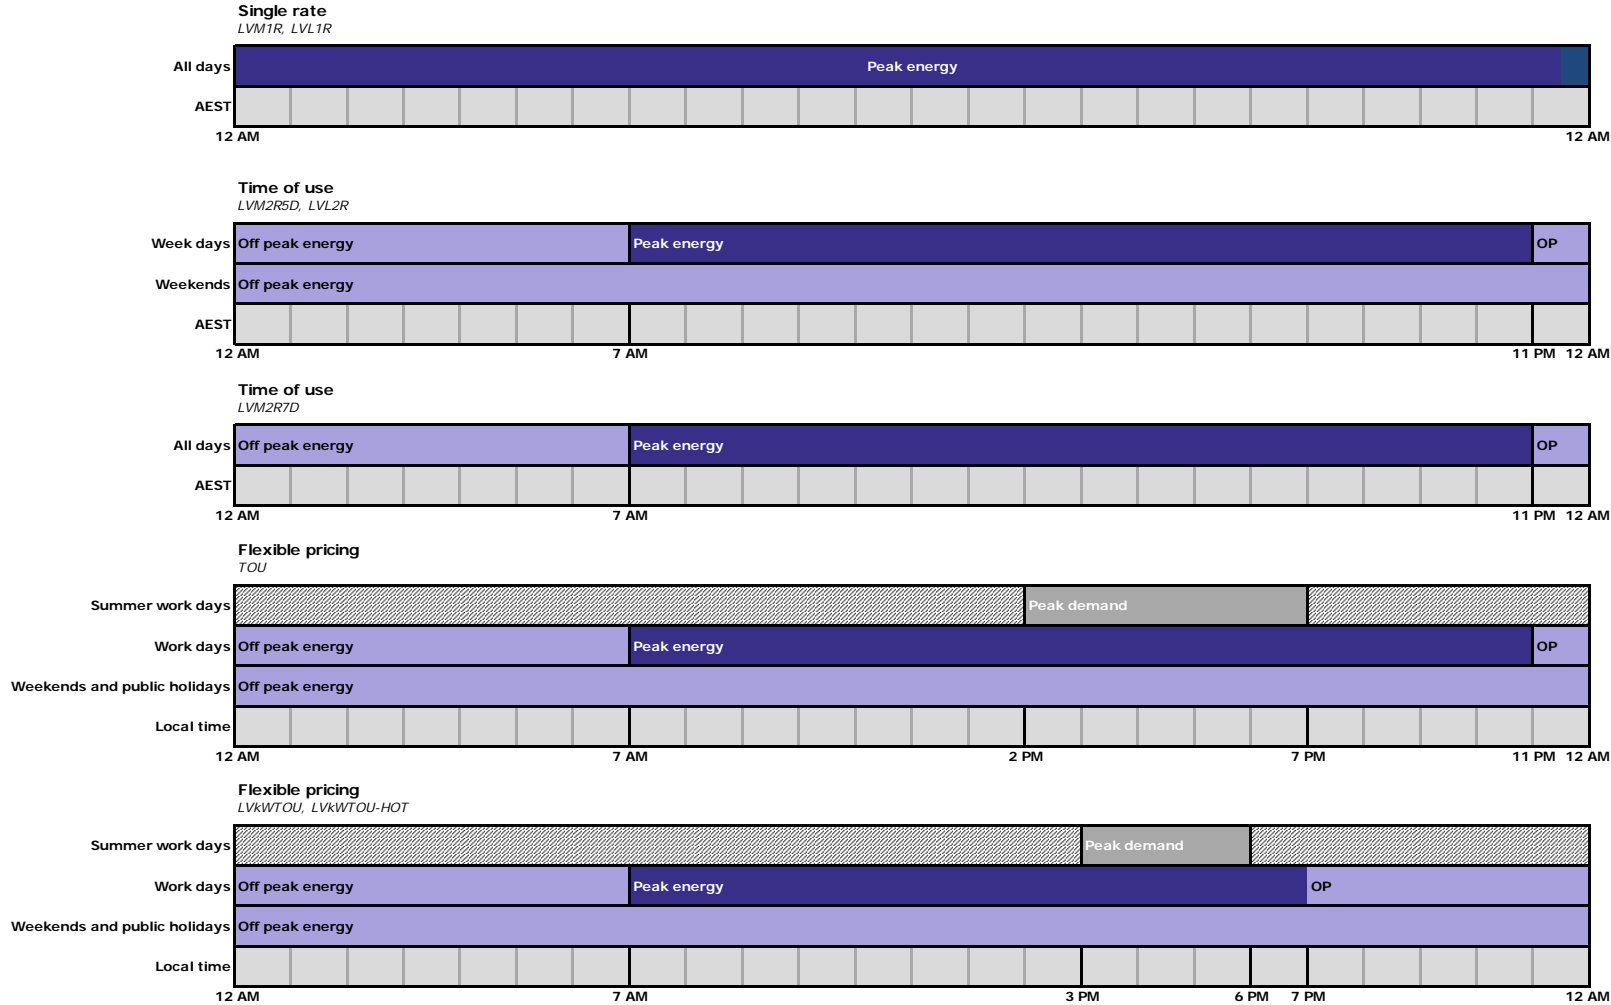 Single rate
LVM1R, LVL1R
All days Peak energy
AEST
12 AM 12 AM
Time of use
LVM2R5D, LVL2R
Week days Off peak energy Peak energy OP
Weekends Off peak energy
AEST
12 AM 7 AM 11 PM 12 AM
Time of use
LVM2R7D
All days Off peak energy Peak energy OP
AEST
12 AM 7 AM 11 PM 12 AM
Flexible pricing
TOU
Summer work days Peak demand
Work days Off peak energy Peak energy OP
Weekends and public holidays Off peak energy
Local time
12 AM 7 AM 2 PM 7 PM 11 PM 12 AM
Flexible pricing
LVkWTOU, LVkWTOU-HOT
Summer work days Peak demand
Work days Off peak energy Peak energy OP
Weekends and public holidays Off peak energy
Local time
12 AM 7 AM 3 PM 6 PM 7 PM 12 AM